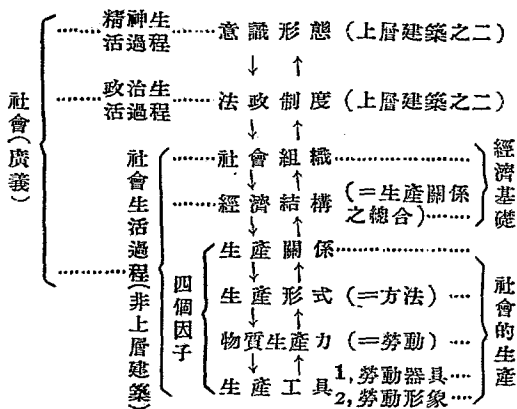 精神生
活過程……意識形態(上層建築之二)
政治生
活過程……法政制度(上層建築之二)
社會(廣義)
社會生活過程(非上層建築)
社會組織
經濟結構(=生產關係
之總合)
經濟基礎
四個因子
生產關係
生產形式(=方法)
物質生產力(=勞動)
生產工具1,勞動器具
2,勞動形象
社會的生產